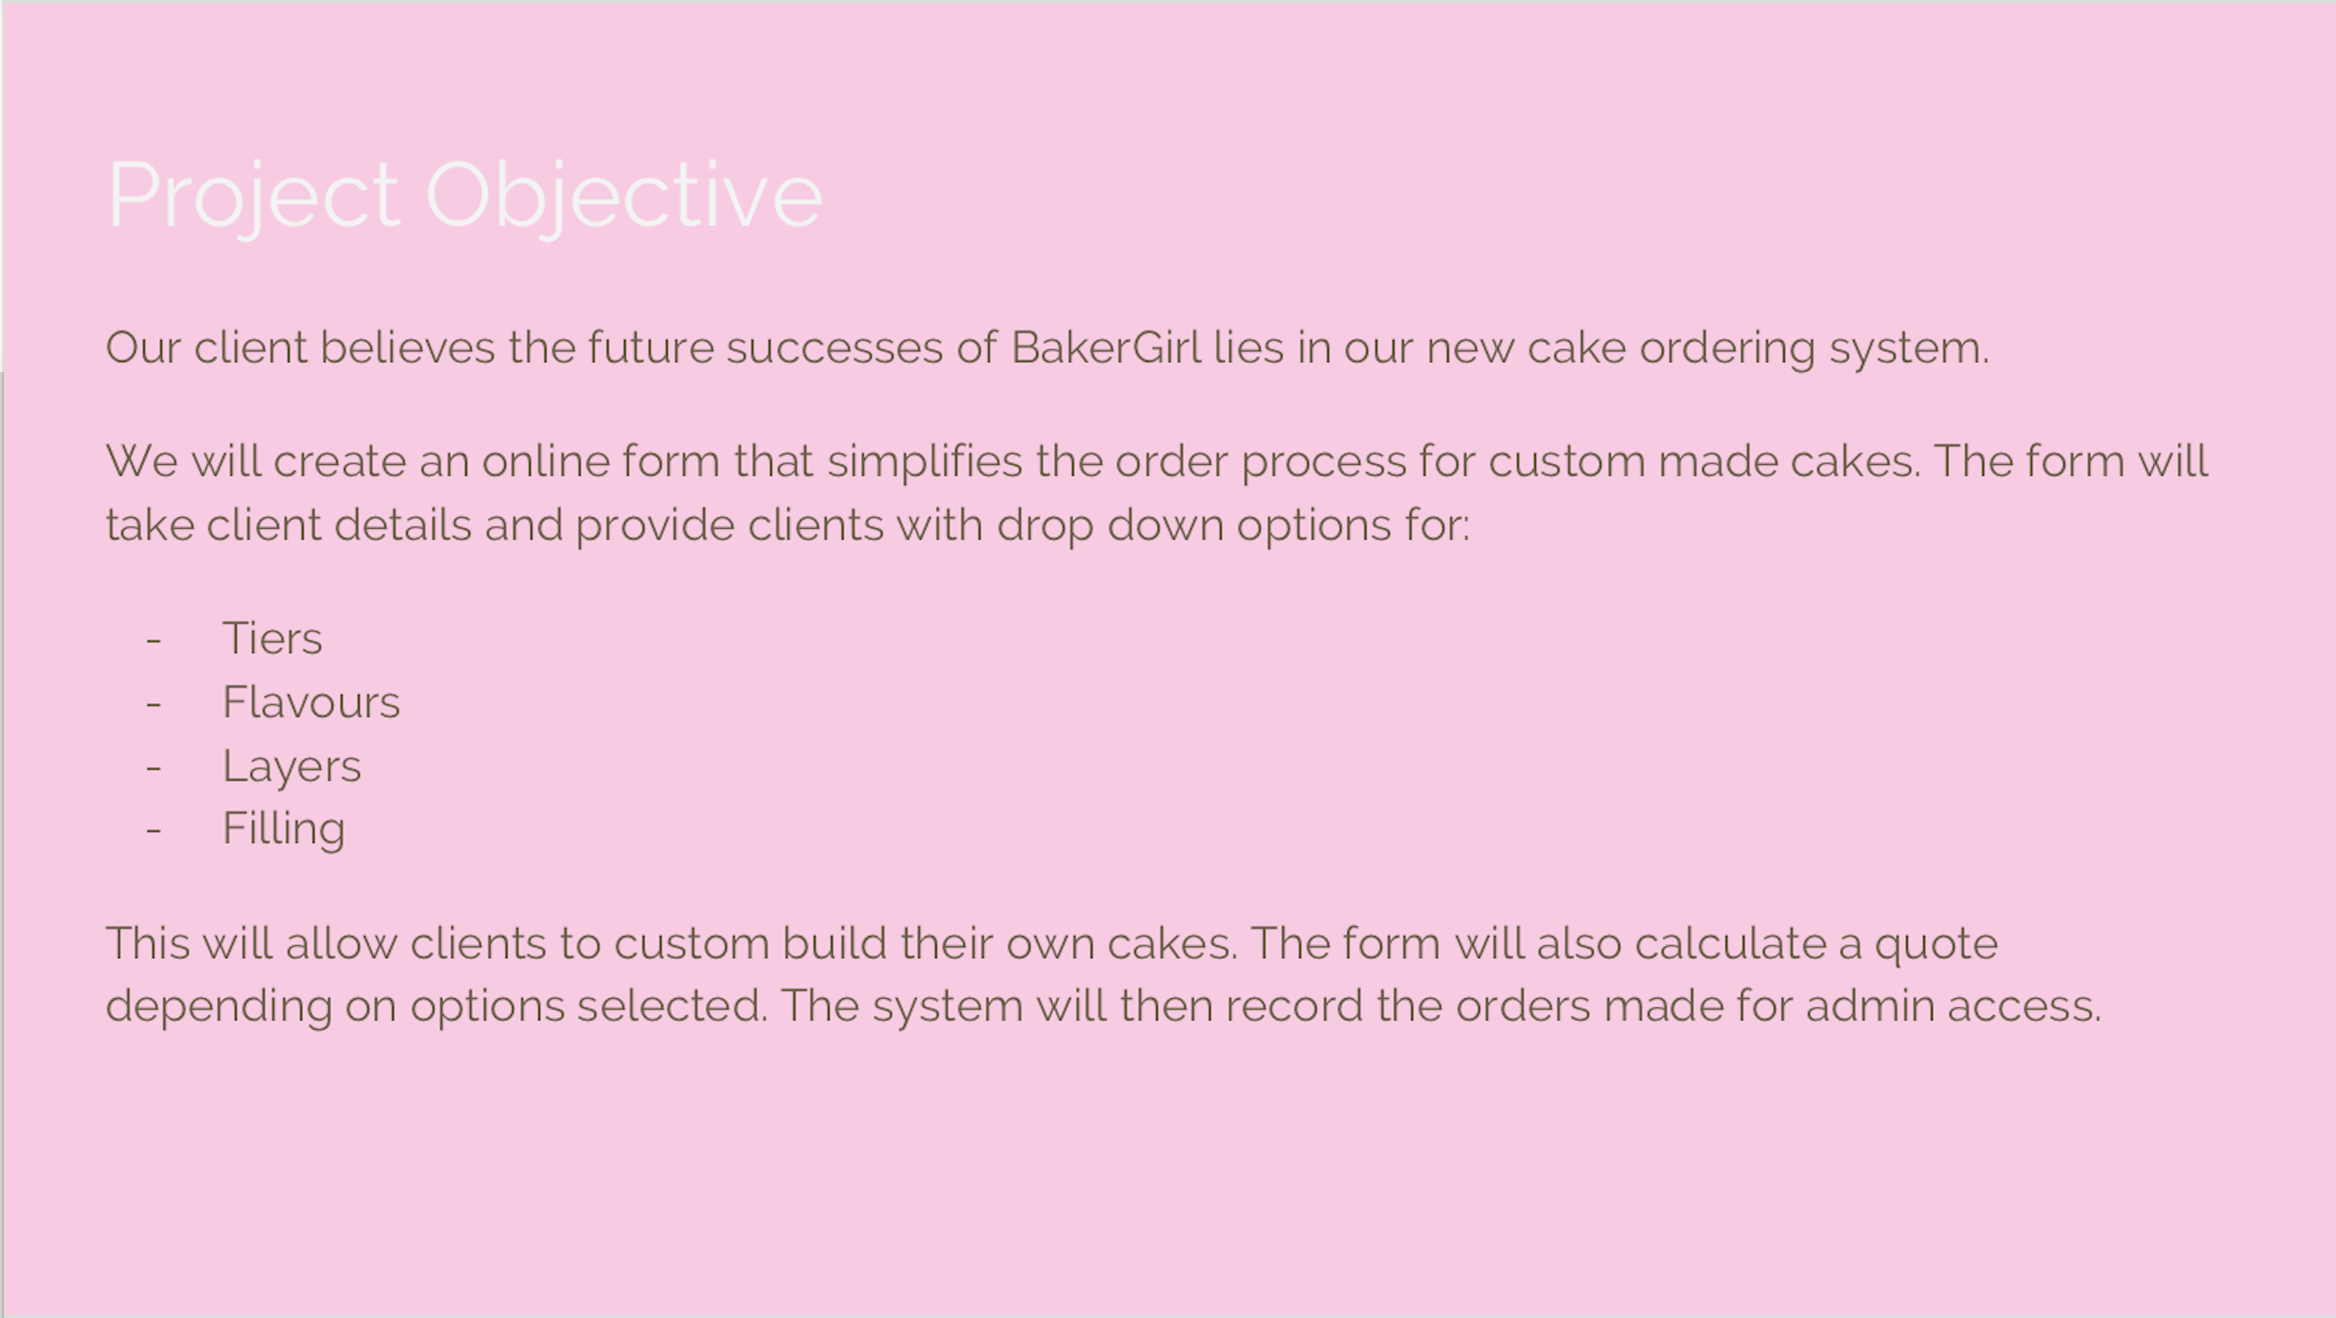 Project Objective
Our client believes the future successes of BakerGirl lies in our new cake ordering system.
We will create an online form that simplifies the order process for custom made cakes. The form will
take client details and provide clients with drop down options for:
- Tiers
- Flavours
- Layers
- Filling
This will allow clients to custom build their own cakes. The form will also calculate a quote
depending on options selected. The system will then record the orders made for admin access.